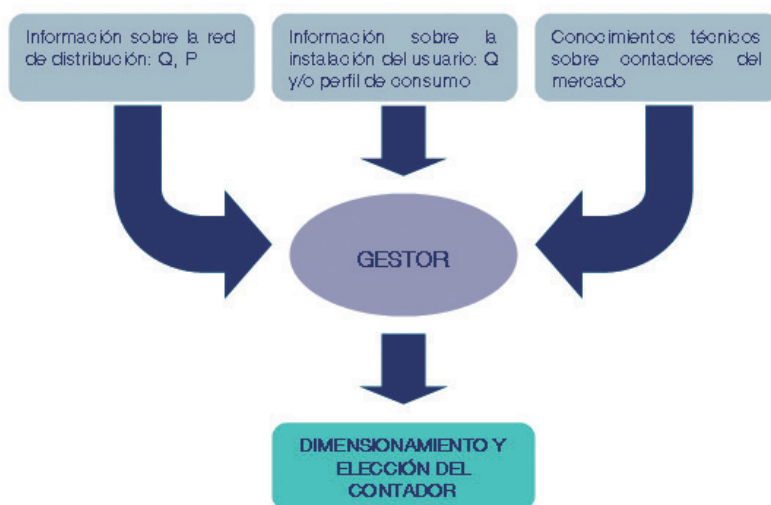 Información sobre la red
de distribución: Q, P
Información sobre la
instalación del usuario: Q
y/o perfil de consumo
Conocimientos técnicos
sobre contadores del
mercado
GESTOR
DIMENSIONAMIENTO Y
ELECCIÓN DEL
CONTADOR